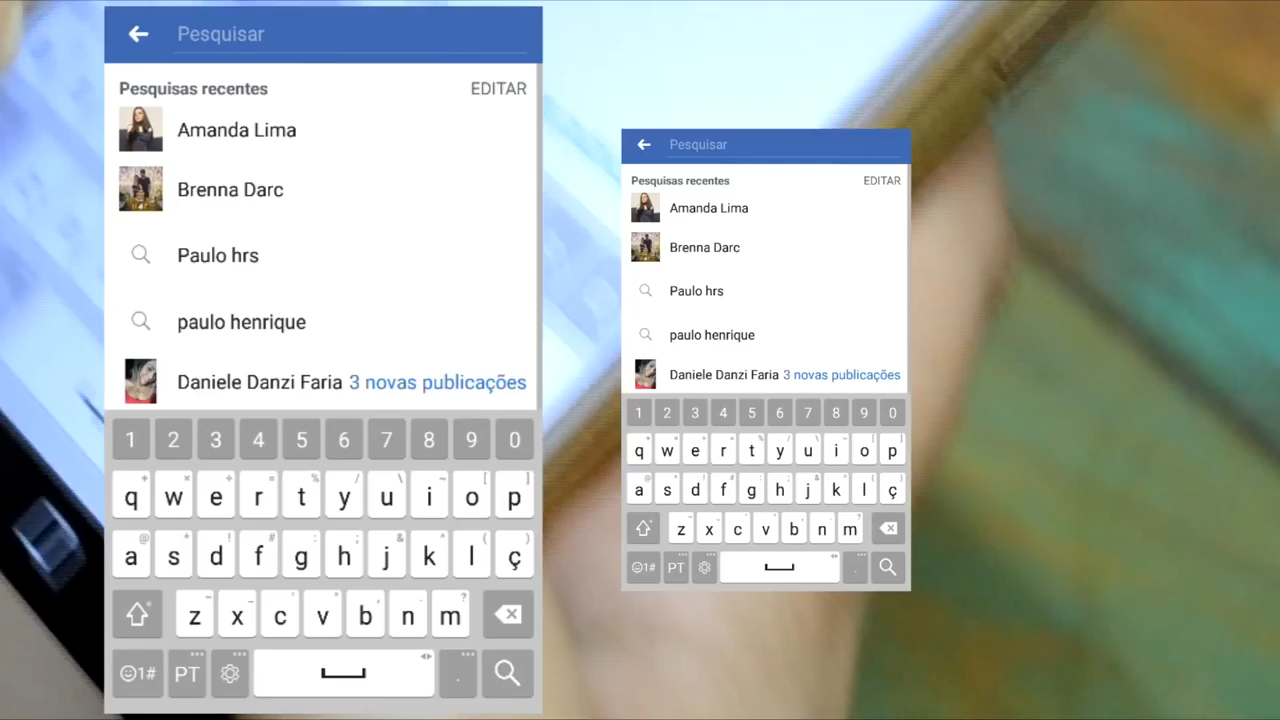 Pesquisar
Pesquisas recentes EDITAR
Amanda Lima
Brenna Darc
Paulo hrs
paulo henrique
Daniele Danzi Faria 3 novas publicações
1 2 3 4 5 6 7 8 9 0
q w e r t y u i o p
a s d f g h j k l ç
z x c v b n m
1# PT .
Pesquisar
Pesquisas recentes EDITAR
Amanda Lima
Brenna Darc
Paulo hrs
paulo henrique
Daniele Danzi Faria 3 novas publicações
1 2 3 4 5 6 7 8 9 0
q w e r t y u i o p
a s d f g h j k l ç
z x c v b n m
1# PT .